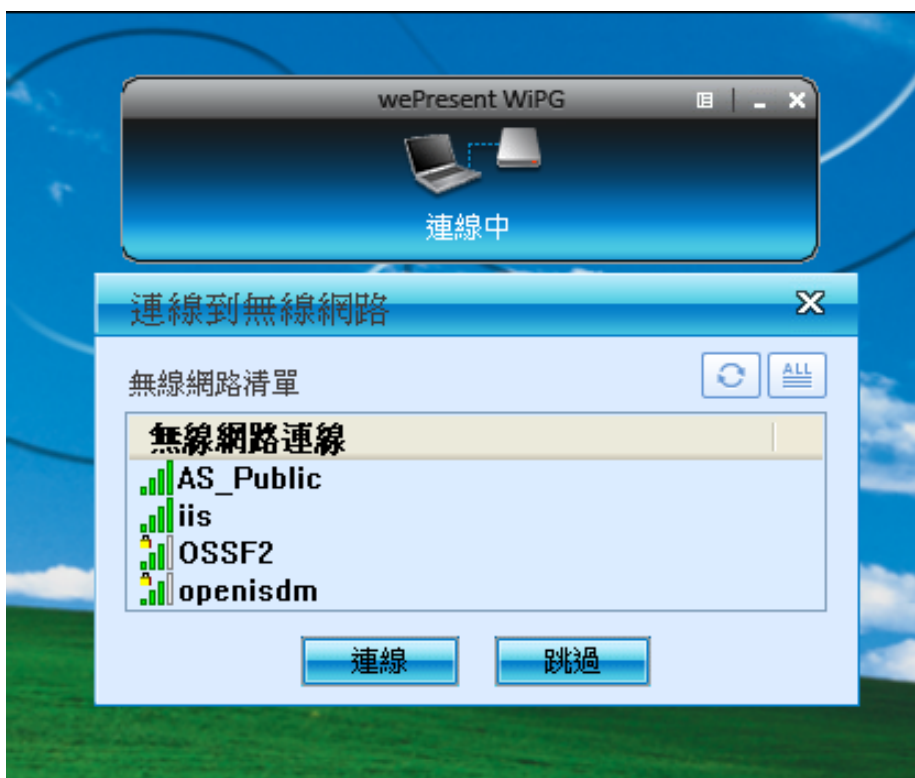 wePresent WiPG
連線中
連線到無線網路
無線網路清單
ALL
無線網路連線
AS_Public
iis
OSSF2
openisdm
連線 跳過